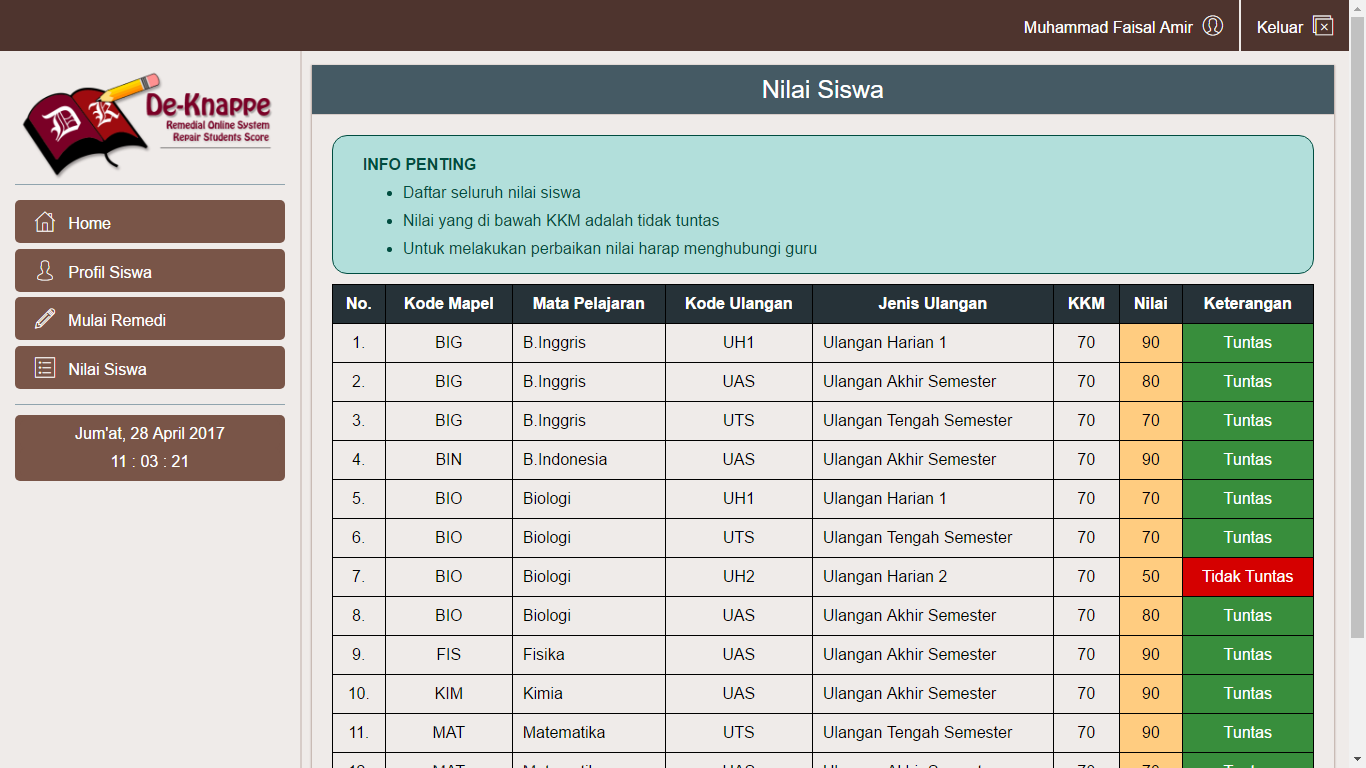 Muhammad Faisal Amir
Keluar
DK
De-Knappe
Remedial Online System
Repair Students Score
Home
Profil Siswa
Mulai Remedi
Nilai Siswa
Jum'at, 28 April 2017
11 : 03 : 21
Nilai Siswa
INFO PENTING
• Daftar seluruh nilai siswa
• Nilai yang di bawah KKM adalah tidak tuntas
• Untuk melakukan perbaikan nilai harap menghubungi guru
No. Kode Mapel Mata Pelajaran Kode Ulangan Jenis Ulangan KKM Nilai Keterangan
1. BIG B.Inggris UH1 Ulangan Harian 1 70 90 Tuntas
2. BIG B.Inggris UAS Ulangan Akhir Semester 70 80 Tuntas
3. BIG B.Inggris UTS Ulangan Tengah Semester 70 70 Tuntas
4. BIN B.Indonesia UAS Ulangan Akhir Semester 70 90 Tuntas
5. BIO Biologi UH1 Ulangan Harian 1 70 70 Tuntas
6. BIO Biologi UTS Ulangan Tengah Semester 70 70 Tuntas
7. BIO Biologi UH2 Ulangan Harian 2 70 50 Tidak Tuntas
8. BIO Biologi UAS Ulangan Akhir Semester 70 80 Tuntas
9. FIS Fisika UAS Ulangan Akhir Semester 70 90 Tuntas
10. KIM Kimia UAS Ulangan Akhir Semester 70 90 Tuntas
11. MAT Matematika UTS Ulangan Tengah Semester 70 90 Tuntas